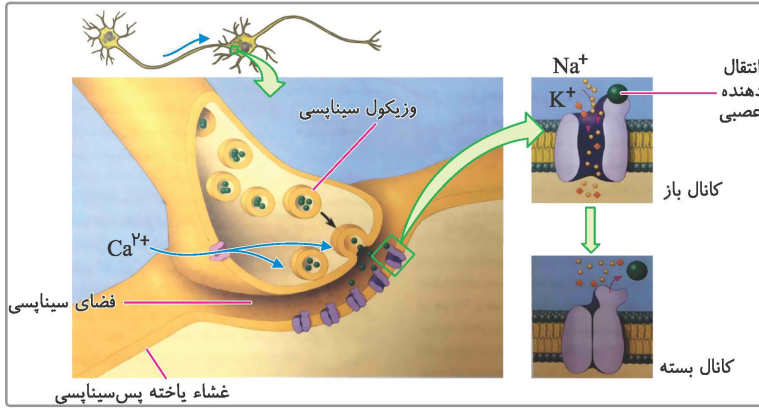 Na⁺
K⁺
انتقال
دهنده
عصبی
کانال باز
وزیکول سیناپسی
Ca²⁺
فضای سیناپسی
غشاء یاخته پس‌سیناپسی
کانال بسته